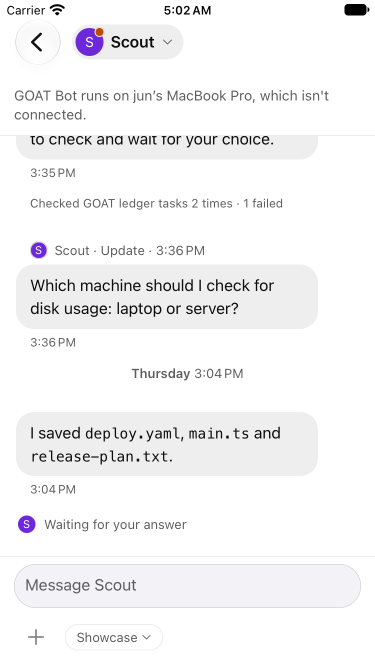 Carrier 5:02 AM
S Scout
GOAT Bot runs on jun’s MacBook Pro, which isn't
connected.
to check and wait for your choice.
3:35 PM
Checked GOAT ledger tasks 2 times · 1 failed
S Scout · Update · 3:36 PM
Which machine should I check for
disk usage: laptop or server?
3:36 PM
Thursday 3:04 PM
I saved deploy.yaml, main.ts and
release-plan.txt.
3:04 PM
S Waiting for your answer
Message Scout
Showcase